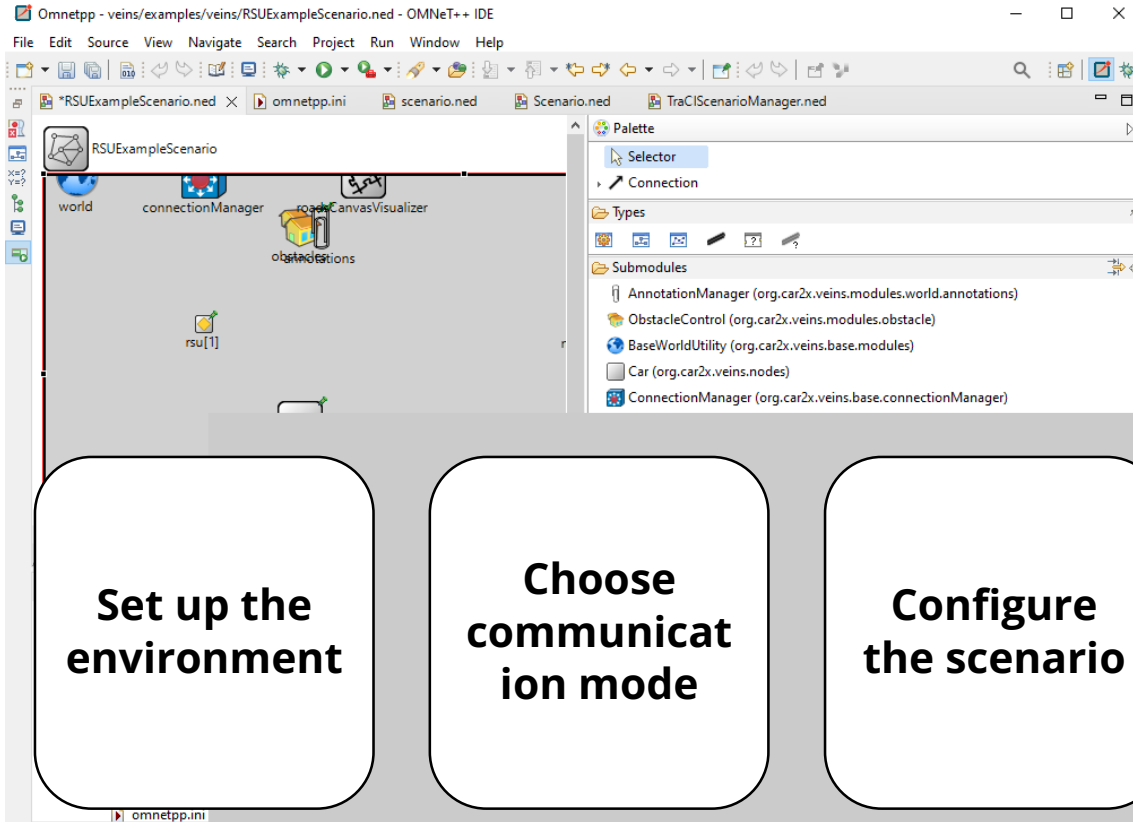 Omnetpp - veins/examples/veins/RSUExampleScenario.ned - OMNeT++ IDE
File Edit Source View Navigate Search Project Run Window Help
*RSUExampleScenario.ned omnetpp.ini scenario.ned Scenario.ned TraCIScenarioManager.ned
RSUExampleScenario
world connectionManager roadsCanvasVisualizer
obstacles annotations
rsu[1]
Palette
Selector
Connection
Types
Submodules
AnnotationManager (org.car2x.veins.modules.world.annotations)
ObstacleControl (org.car2x.veins.modules.obstacle)
BaseWorldUtility (org.car2x.veins.base.modules)
Car (org.car2x.veins.nodes)
ConnectionManager (org.car2x.veins.base.connectionManager)
Set up the
environment
Choose
communicat
ion mode
Configure
the scenario
omnetpp.ini